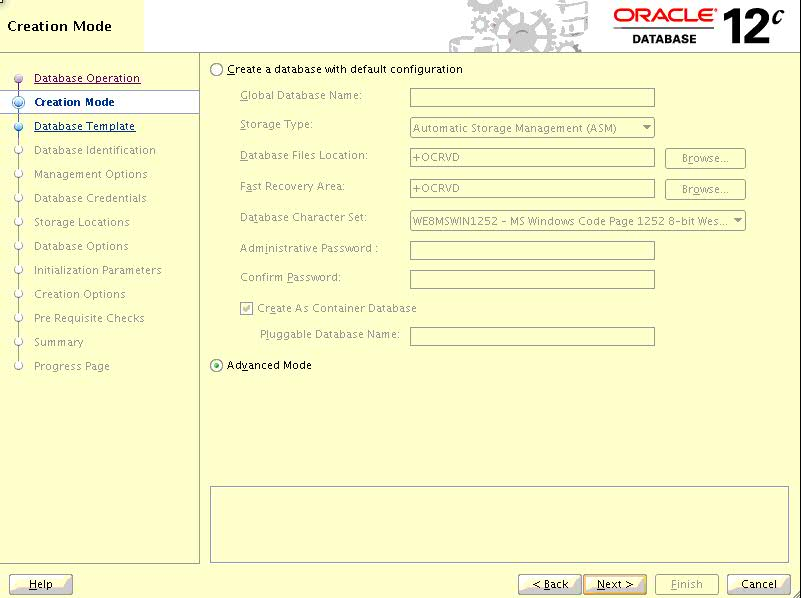 Creation Mode
ORACLE
DATABASE
12c
Database Operation
Creation Mode
Database Template
Database Identification
Management Options
Database Credentials
Storage Locations
Database Options
Initialization Parameters
Creation Options
Pre Requisite Checks
Summary
Progress Page
Create a database with default configuration
Global Database Name:
Storage Type: Automatic Storage Management (ASM)
Database Files Location: +OCRVD Browse...
Fast Recovery Area: +OCRVD Browse...
Database Character Set: WE8MSWIN1252 - MS Windows Code Page 1252 8-bit Wes...
Administrative Password :
Confirm Password:
Create As Container Database
Pluggable Database Name:
Advanced Mode
Help < Back Next > Finish Cancel